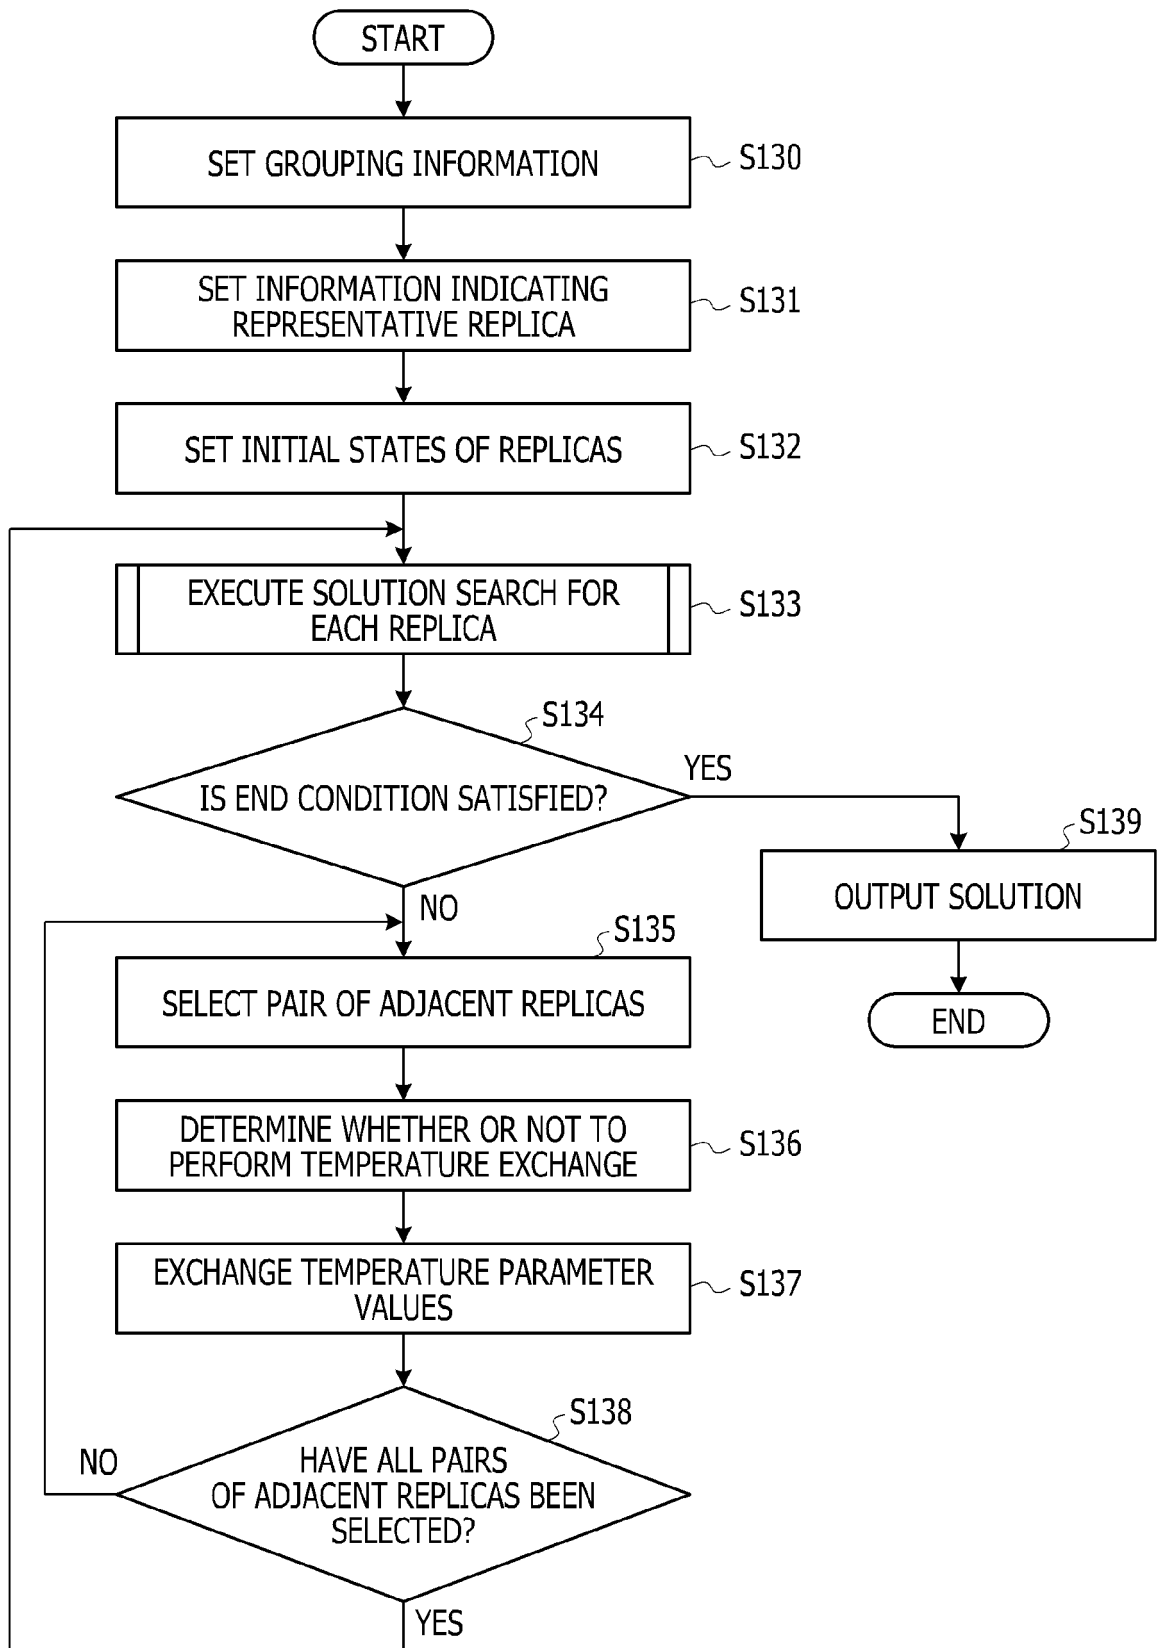 START
SET GROUPING INFORMATION
S130
SET INFORMATION INDICATING
REPRESENTATIVE REPLICA
S131
SET INITIAL STATES OF REPLICAS
S132
EXECUTE SOLUTION SEARCH FOR
EACH REPLICA
S133
S134
IS END CONDITION SATISFIED?
YES
NO
S139
OUTPUT SOLUTION
END
S135
SELECT PAIR OF ADJACENT REPLICAS
DETERMINE WHETHER OR NOT TO
PERFORM TEMPERATURE EXCHANGE
S136
EXCHANGE TEMPERATURE PARAMETER
VALUES
S137
S138
HAVE ALL PAIRS
OF ADJACENT REPLICAS BEEN
SELECTED?
NO
YES